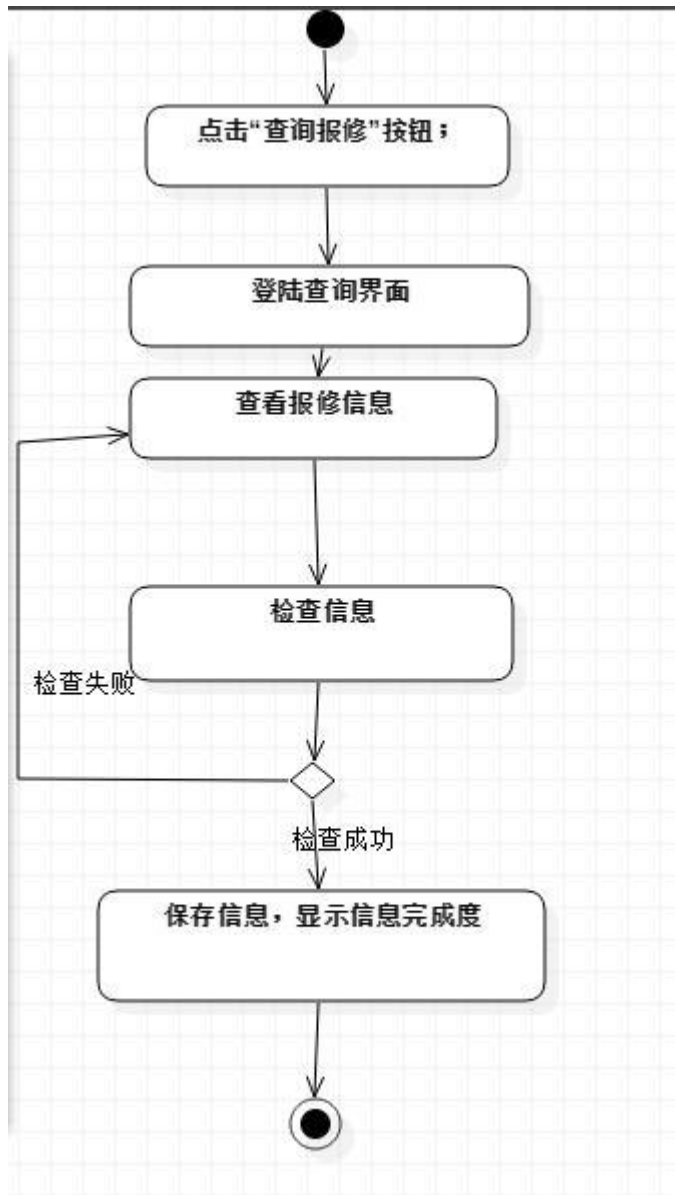 点击“查询报修”按钮；
登陆查询界面
查看报修信息
检查信息
检查失败
检查成功
保存信息，显示信息完成度